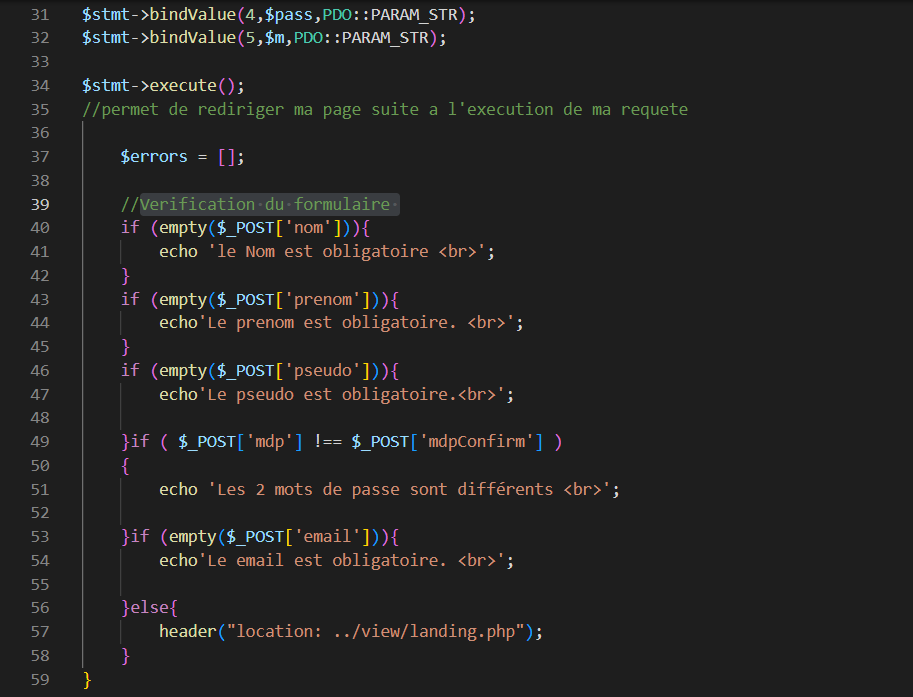 31 $stmt->bindValue(4,$pass,PDO::PARAM_STR);
32 $stmt->bindValue(5,$m,PDO::PARAM_STR);
33
34 $stmt->execute();
35 //permet de rediriger ma page suite a l'execution de ma requete
36
37 $errors = [];
38
39 //Verification du formulaire
40 if (empty($_POST['nom'])){
41 echo 'le Nom est obligatoire <br>';
42 }
43 if (empty($_POST['prenom'])){
44 echo'Le prenom est obligatoire. <br>';
45 }
46 if (empty($_POST['pseudo'])){
47 echo'Le pseudo est obligatoire.<br>';
48
49 }if ( $_POST['mdp'] !== $_POST['mdpConfirm'] )
50 {
51 echo 'Les 2 mots de passe sont différents <br>';
52
53 }if (empty($_POST['email'])){
54 echo'Le email est obligatoire. <br>';
55
56 }else{
57 header("location: ../view/landing.php");
58 }
59 }